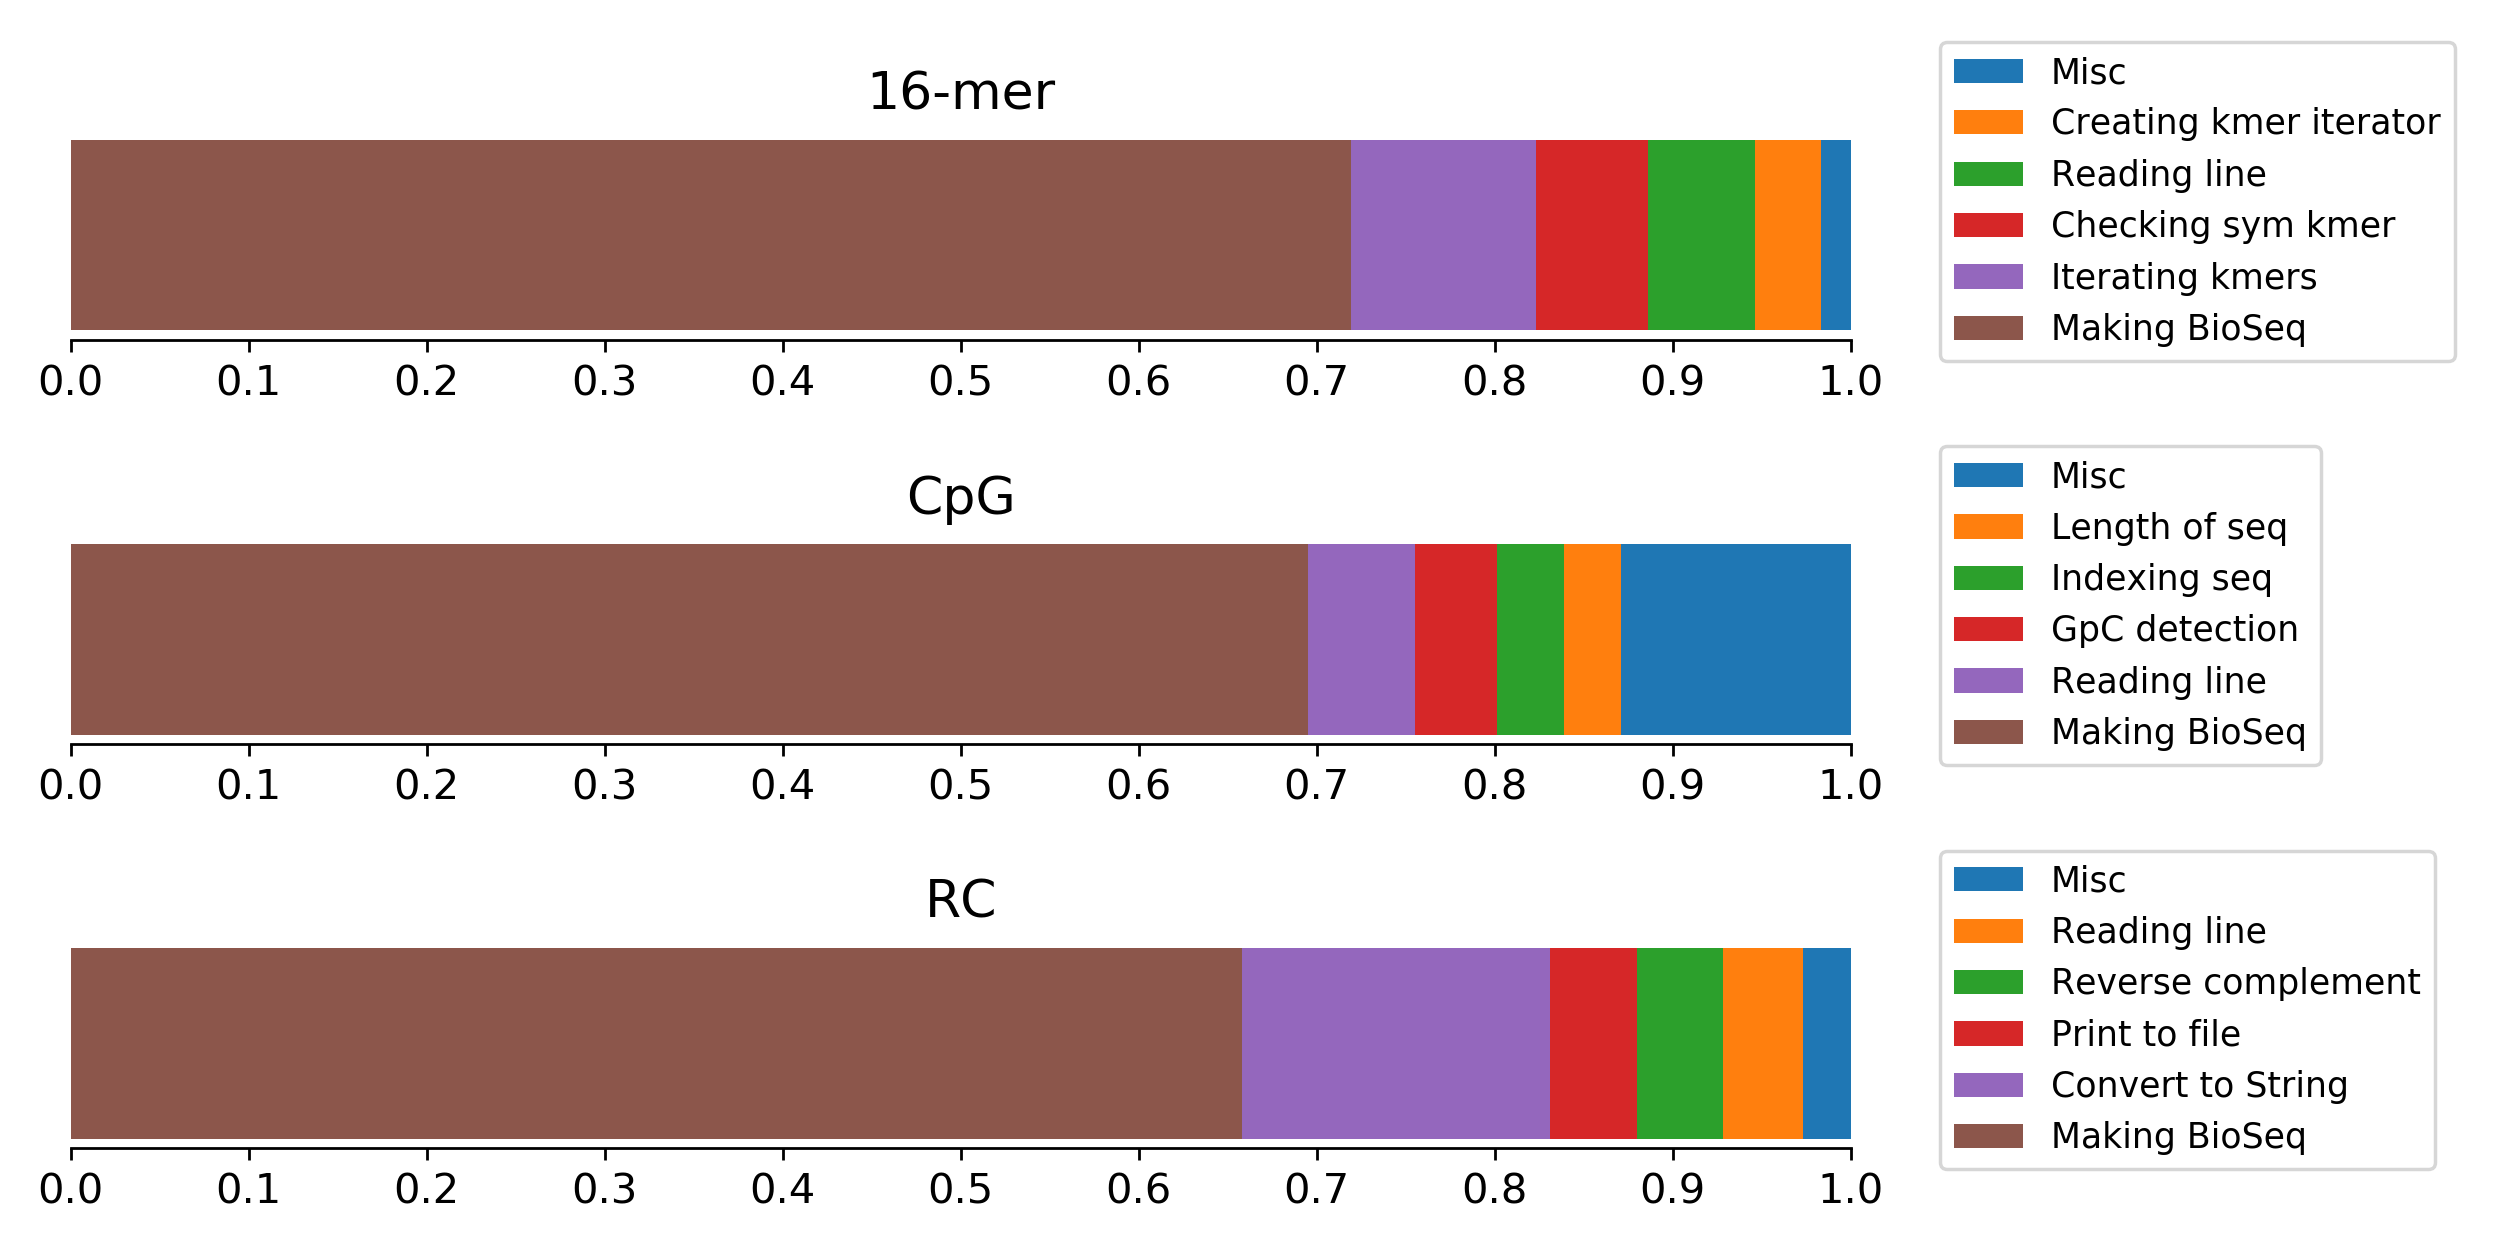 16-mer
0.0 0.1 0.2 0.3 0.4 0.5 0.6 0.7 0.8 0.9 1.0
Misc
Creating kmer iterator
Reading line
Checking sym kmer
Iterating kmers
Making BioSeq
CpG
0.0 0.1 0.2 0.3 0.4 0.5 0.6 0.7 0.8 0.9 1.0
Misc
Length of seq
Indexing seq
GpC detection
Reading line
Making BioSeq
RC
0.0 0.1 0.2 0.3 0.4 0.5 0.6 0.7 0.8 0.9 1.0
Misc
Reading line
Reverse complement
Print to file
Convert to String
Making BioSeq